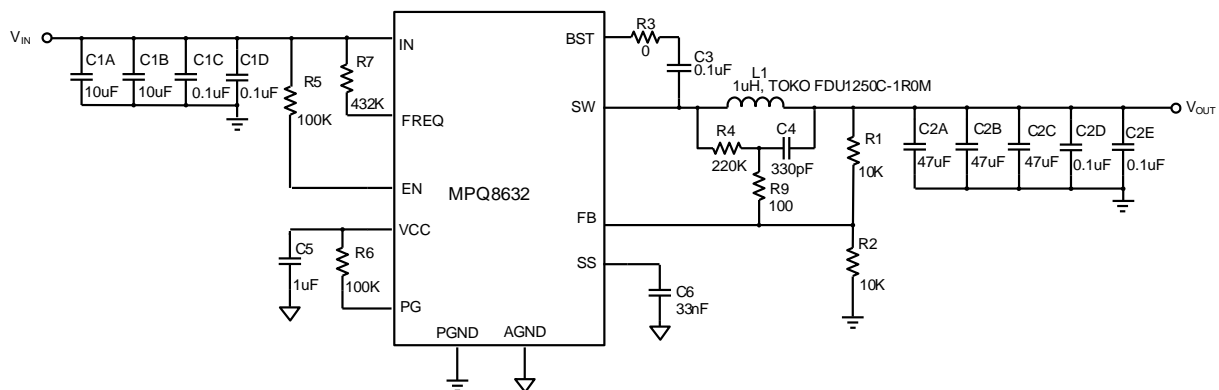 VIN
C1A
10uF
C1B
10uF
C1C
0.1uF
C1D
0.1uF
R5
100K
R7
432K
IN
FREQ
EN
VCC
PG
PGND
AGND
MPQ8632
BST
SW
FB
SS
C5
1uF
R6
100K
R3
0
C3
0.1uF
L1
1uH, TOKO FDU1250C-1R0M
R4
220K
C4
330pF
R9
100
R1
10K
R2
10K
C6
33nF
C2A
47uF
C2B
47uF
C2C
47uF
C2D
0.1uF
C2E
0.1uF
VOUT